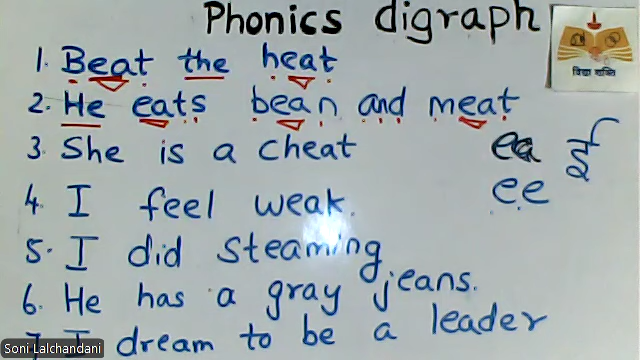 Phonics digraph
1. Beat the heat
2. He eats bean and meat
3. She is a cheat
4. I feel weak.
5. I did steaming
6. He has a gray jeans.
7. I dream to be a leader
ea ई
ee
Soni Lalchandani